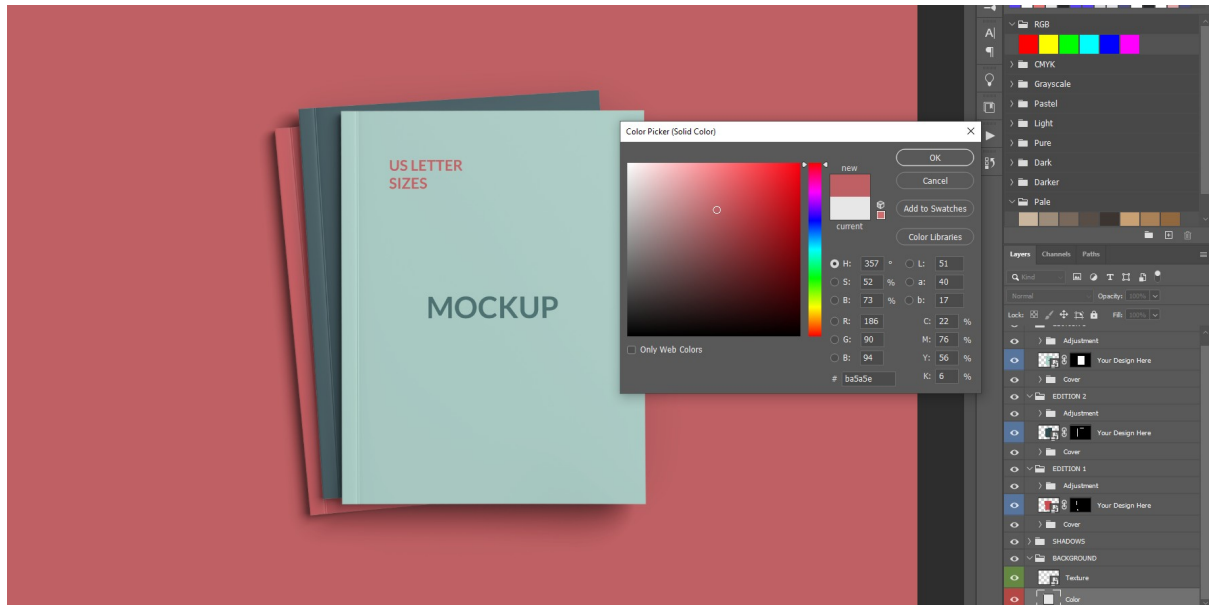 US LETTER
SIZES
MOCKUP
Color Picker (Solid Color)
new
current
OK
Cancel
Add to Swatches
Color Libraries
H: 357 °
S: 52 %
B: 73 %
R: 186
G: 90
B: 94
# ba5a5e
L: 51
a: 40
b: 17
C: 22 %
M: 76 %
Y: 56 %
K: 6 %
Only Web Colors
A|
RGB
CMYK
Grayscale
Pastel
Light
Pure
Dark
Darker
Pale
Layers Channels Paths
Kind
T
Normal Opacity: 100%
Lock: Fill: 100%
Adjustment
Your Design Here
Cover
EDITION 2
Adjustment
Your Design Here
Cover
EDITION 1
Adjustment
Your Design Here
Cover
SHADOWS
BACKGROUND
Texture
Color